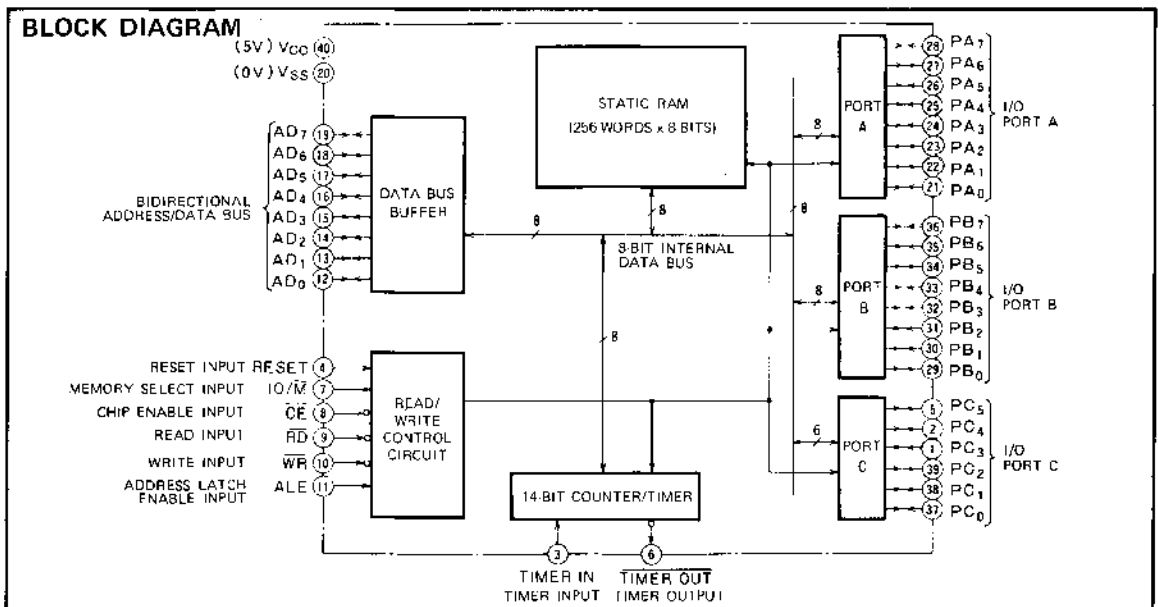 BLOCK DIAGRAM
(5V) VCC 40
(0V) VSS 20
BIDIRECTIONAL
ADDRESS/DATA BUS
AD7 19
AD6 18
AD5 17
AD4 16
AD3 15
AD2 14
AD1 13
AD0 12
DATA BUS
BUFFER
8
STATIC RAM
(256 WORDS x 8 BITS)
8
8
8-BIT INTERNAL
DATA BUS
8
RESET INPUT RESET 4
MEMORY SELECT INPUT IO/M̅ 7
CHIP ENABLE INPUT C̅E̅ 8
READ INPUT R̅D̅ 9
WRITE INPUT W̅R̅ 10
ADDRESS LATCH
ENABLE INPUT ALE 11
READ/
WRITE
CONTROL
CIRCUIT
14-BIT COUNTER/TIMER
3
TIMER IN
TIMER INPUT
6
T̅I̅M̅E̅R̅ O̅U̅T̅
TIMER OUTPUT
8
PORT
A
28 PA7
27 PA6
26 PA5
25 PA4
24 PA3
23 PA2
22 PA1
21 PA0
I/O
PORT A
8
PORT
B
36 PB7
35 PB6
34 PB5
33 PB4
32 PB3
31 PB2
30 PB1
29 PB0
I/O
PORT B
6
PORT
C
5 PC5
2 PC4
1 PC3
39 PC2
38 PC1
37 PC0
I/O
PORT C